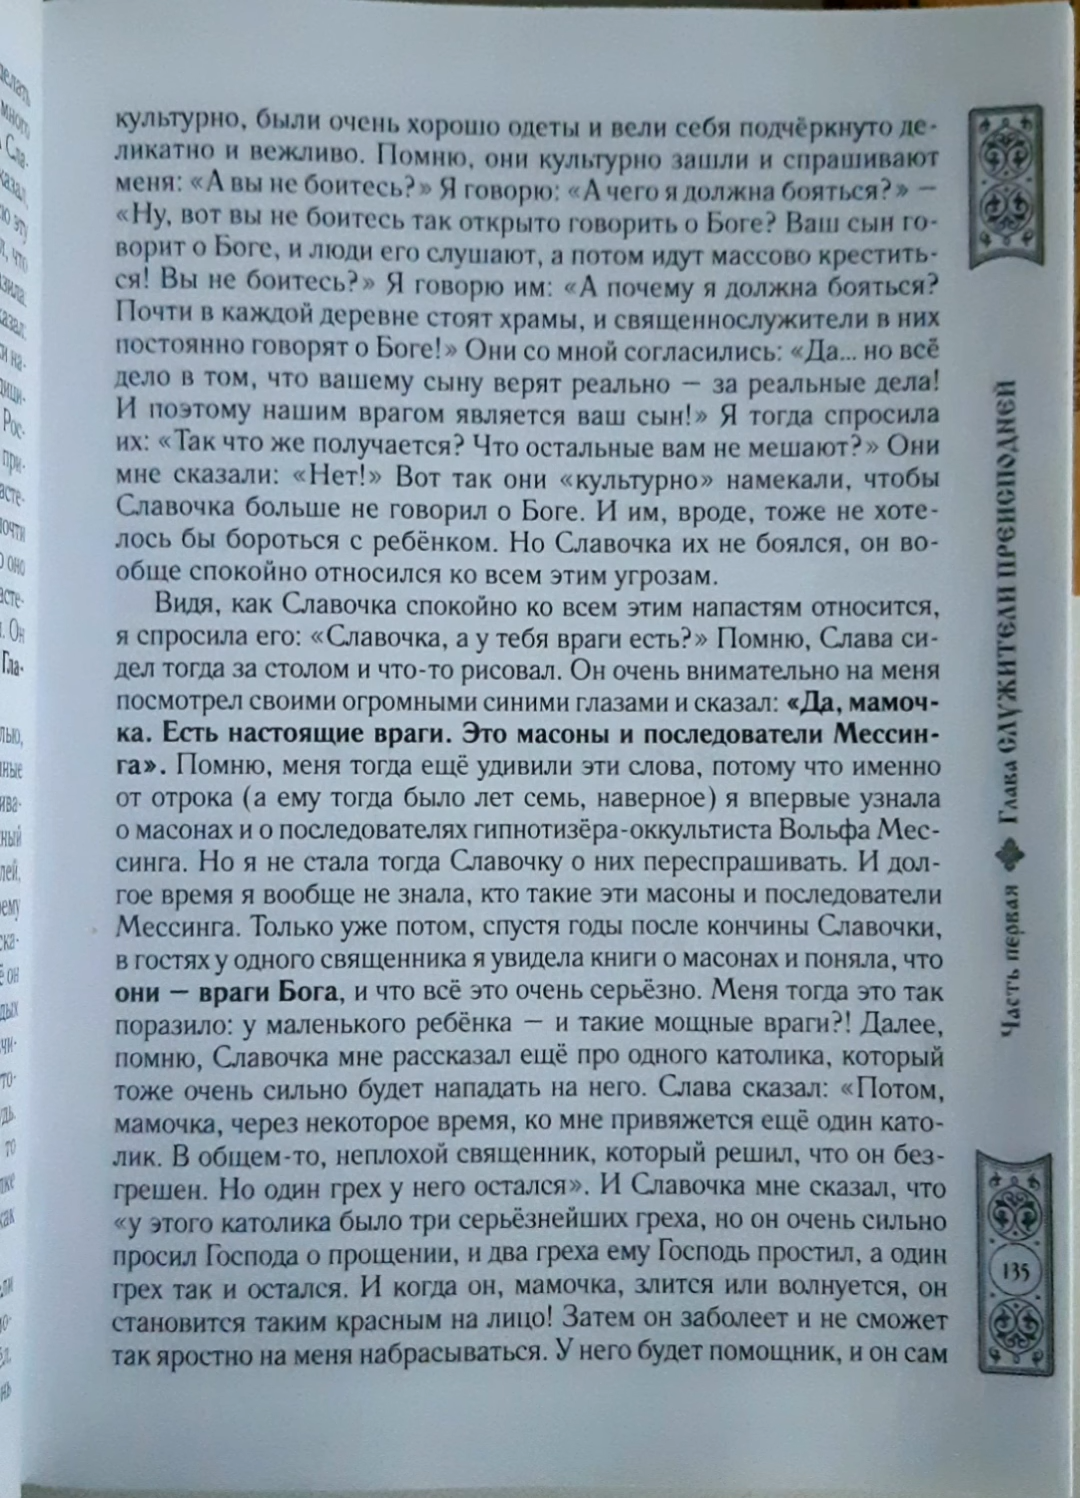 культурно, были очень хорошо одеты и вели себя подчёркнуто де-
ликатно и вежливо. Помню, они культурно зашли и спрашивают
меня: «А вы не боитесь?» Я говорю: «А чего я должна бояться?» —
«Ну, вот вы не боитесь так открыто говорить о Боге? Ваш сын го-
ворит о Боге, и люди его слушают, а потом идут массово крестить-
ся! Вы не боитесь?» Я говорю им: «А почему я должна бояться?
Почти в каждой деревне стоят храмы, и священнослужители в них
постоянно говорят о Боге!» Они со мной согласились: «Да... но всё
дело в том, что вашему сыну верят реально — за реальные дела!
И поэтому нашим врагом является ваш сын!» Я тогда спросила
их: «Так что же получается? Что остальные вам не мешают?» Они
мне сказали: «Нет!» Вот так они «культурно» намекали, чтобы
Славочка больше не говорил о Боге. И им, вроде, тоже не хоте-
лось бы бороться с ребёнком. Но Славочка их не боялся, он во-
обще спокойно относился ко всем этим угрозам.
Видя, как Славочка спокойно ко всем этим напастям относится,
я спросила его: «Славочка, а у тебя враги есть?» Помню, Слава си-
дел тогда за столом и что-то рисовал. Он очень внимательно на меня
посмотрел своими огромными синими глазами и сказал: «Да, мамоч-
ка. Есть настоящие враги. Это масоны и последователи Мессин-
га». Помню, меня тогда ещё удивили эти слова, потому что именно
от отрока (а ему тогда было лет семь, наверное) я впервые узнала
о масонах и о последователях гипнотизёра-оккультиста Вольфа Мес-
синга. Но я не стала тогда Славочку о них переспрашивать. И дол-
гое время я вообще не знала, кто такие эти масоны и последователи
Мессинга. Только уже потом, спустя годы после кончины Славочки,
в гостях у одного священника я увидела книги о масонах и поняла, что
они — враги Бога, и что всё это очень серьёзно. Меня тогда это так
поразило: у маленького ребёнка — и такие мощные враги?! Далее,
помню, Славочка мне рассказал ещё про одного католика, который
тоже очень сильно будет нападать на него. Слава сказал: «Потом,
мамочка, через некоторое время, ко мне привяжется ещё один като-
лик. В общем-то, неплохой священник, который решил, что он без-
грешен. Но один грех у него остался». И Славочка мне сказал, что
«у этого католика было три серьёзнейших греха, но он очень сильно
просил Господа о прощении, и два греха ему Господь простил, а один
грех так и остался. И когда он, мамочка, злится или волнуется, он
становится таким красным на лицо! Затем он заболеет и не сможет
так яростно на меня набрасываться. У него будет помощник, и он сам
Часть первая Глава СЛУЖИТЕЛИ ПРЕИСПОДНЕЙ
135